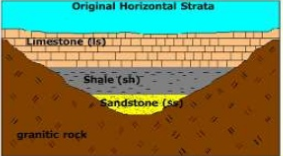 Original Horizontal Strata
Limestone (ls)
Shale (sh)
Sandstone (ss)
granitic rock